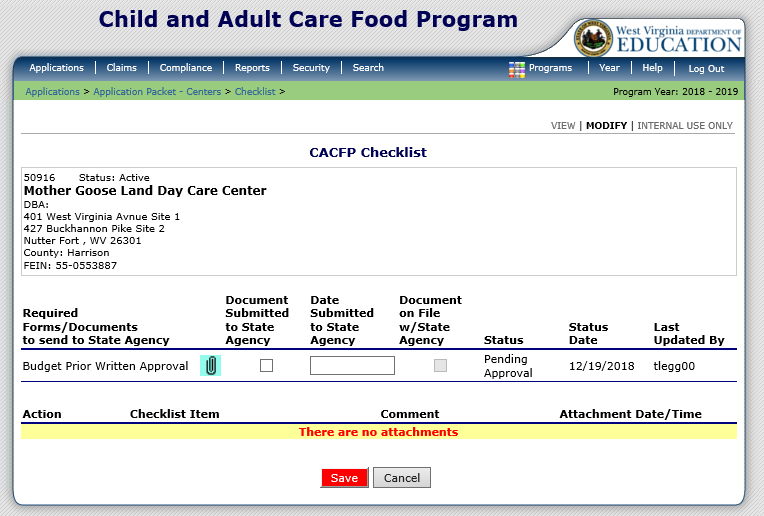 Child and Adult Care Food Program
West Virginia DEPARTMENT OF
EDUCATION
Applications | Claims | Compliance | Reports | Security | Search
Programs | Year | Help | Log Out
Applications > Application Packet - Centers > Checklist >
Program Year: 2018 - 2019
VIEW | MODIFY | INTERNAL USE ONLY
CACFP Checklist
50916 Status: Active
Mother Goose Land Day Care Center
DBA:
401 West Virginia Avnue Site 1
427 Buckhannon Pike Site 2
Nutter Fort , WV 26301
County: Harrison
FEIN: 55-0553887
Required
Forms/Documents
to send to State Agency
Document
Submitted
to State
Agency
Date
Submitted
to State
Agency
Document
on File
w/State
Agency
Status
Status
Date
Last
Updated By
Budget Prior Written Approval
Pending
Approval
12/19/2018
tlegg00
Action Checklist Item Comment Attachment Date/Time
There are no attachments
Save Cancel